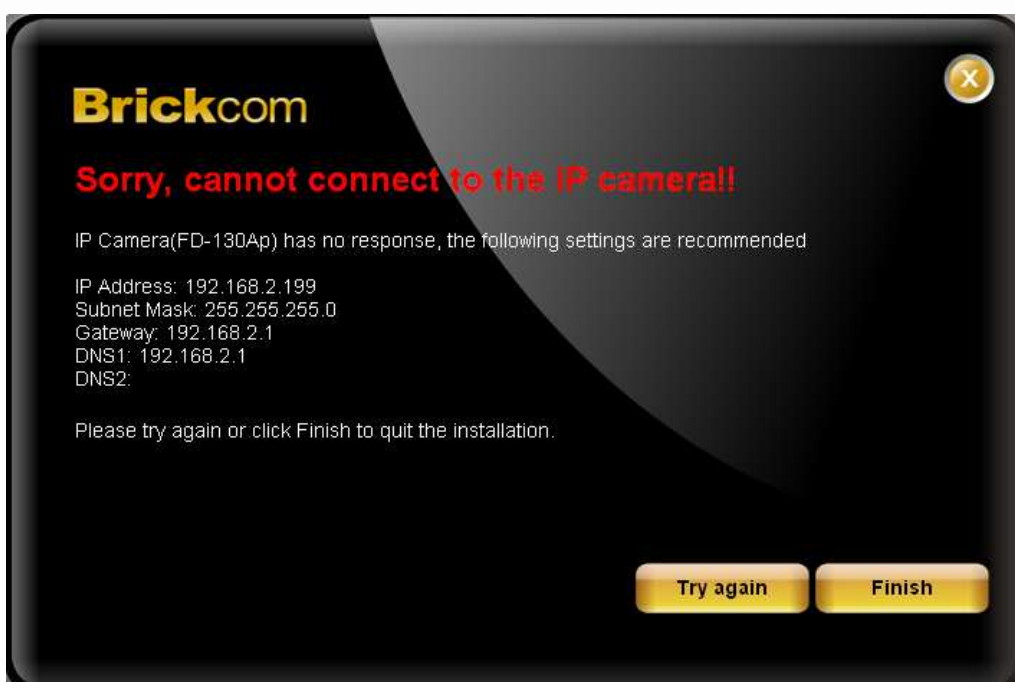 X
Brickcom
Sorry, cannot connect to the IP camera!!
IP Camera(FD-130Ap) has no response, the following settings are recommended
IP Address: 192.168.2.199
Subnet Mask: 255.255.255.0
Gateway: 192.168.2.1
DNS1: 192.168.2.1
DNS2:
Please try again or click Finish to quit the installation.
Try again
Finish